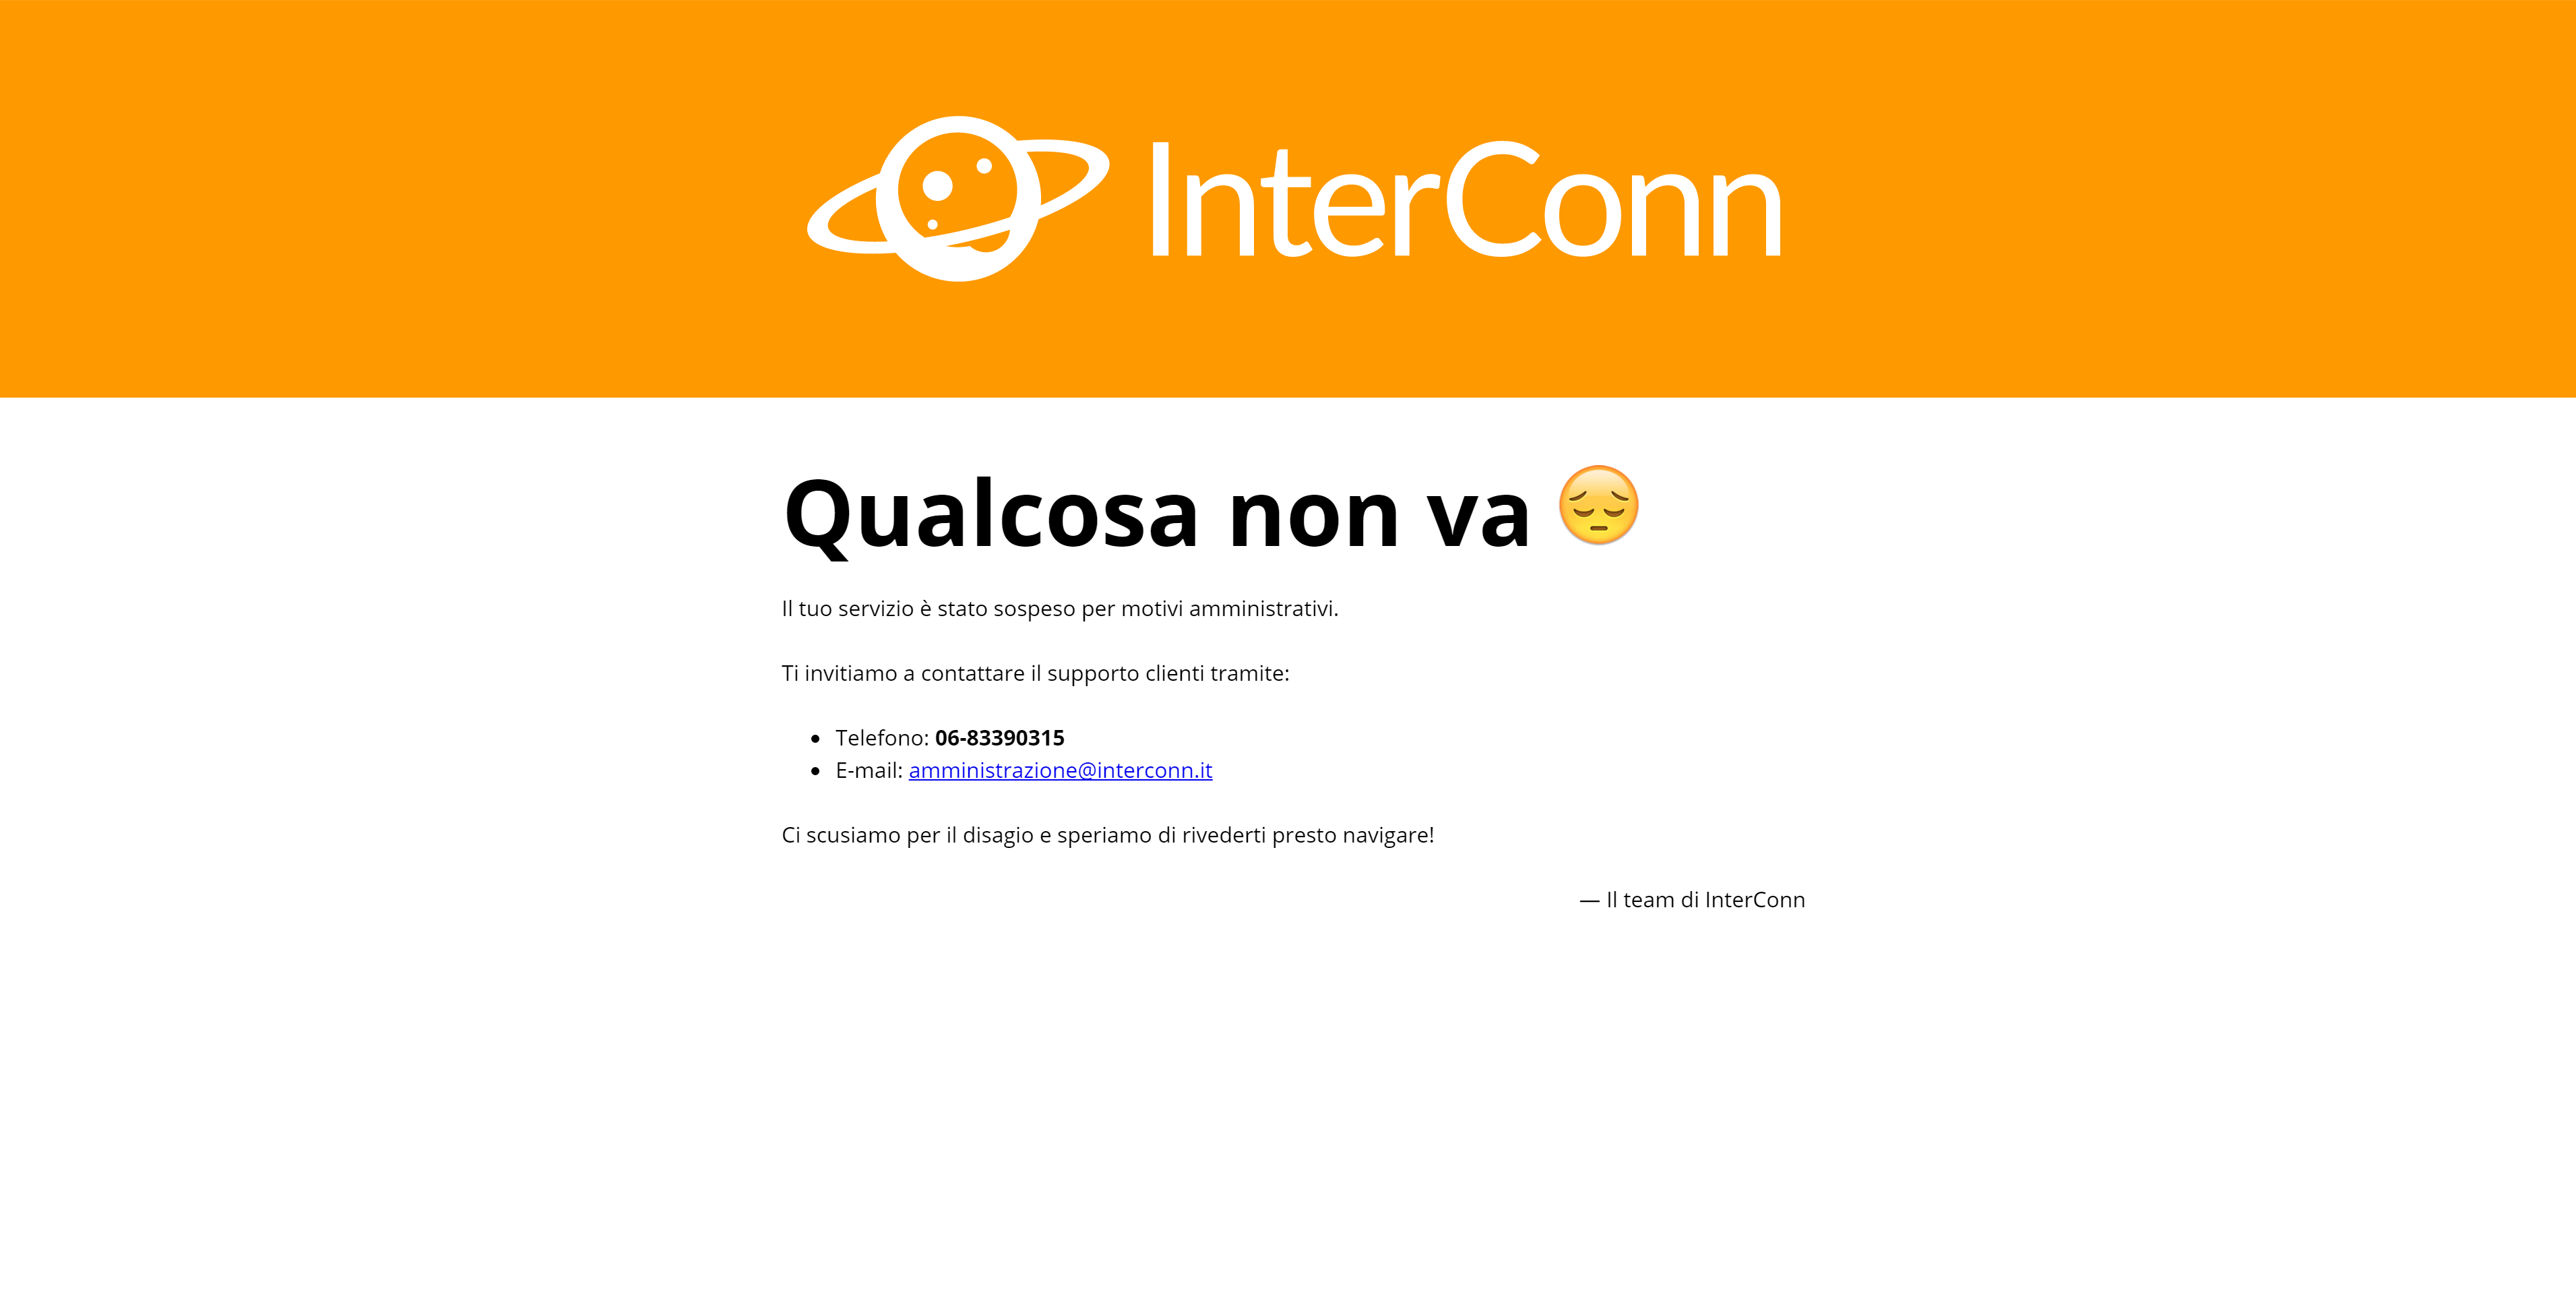 InterConn
Qualcosa non va 😔
Il tuo servizio è stato sospeso per motivi amministrativi.
Ti invitiamo a contattare il supporto clienti tramite:
• Telefono: 06-83390315
• E-mail: amministrazione@interconn.it
Ci scusiamo per il disagio e speriamo di rivederti presto navigare!
— Il team di InterConn